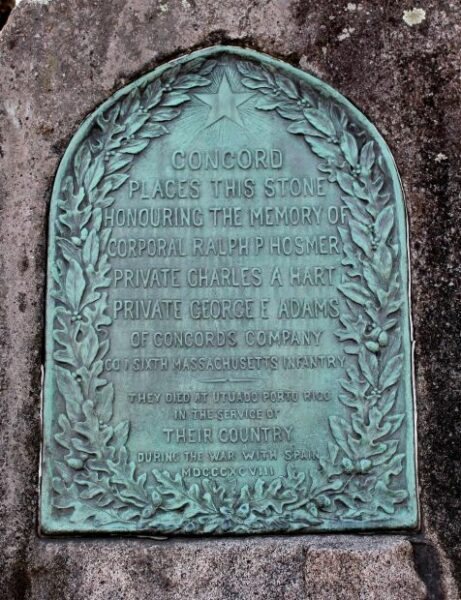 CONCORD
PLACES THIS STONE
HONOURING THE MEMORY OF
CORPORAL RALPH P HOSMER
PRIVATE CHARLES A HART
PRIVATE GEORGE E ADAMS
OF CONCORDS COMPANY
CO I SIXTH MASSACHUSETTS INFANTRY
THEY DIED AT UTUADO PORTO RICO
IN THE SERVICE OF
THEIR COUNTRY
DURING THE WAR WITH SPAIN
MDCCCXCVIII